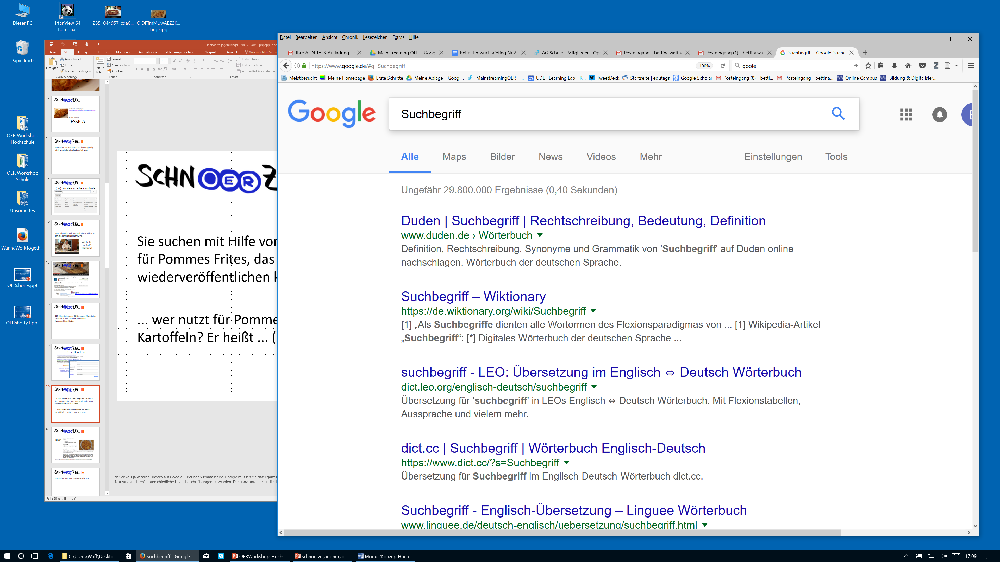 Dieser PC
IrfanView 64
Thumbnails
2351044957_cda0...
C_DFTmMUwAEZ2K...
large.jpg
Papierkorb
OER Workshop
Hochschule
OER Workshop
Schule
Unsortiertes
WannaWorkTogeth...
OERshorty.ppt
OERshorty1.ppt
schnoerzeljagdnurjagd-130417134031-phpapp02.pp
Datei Start Einfügen Entwurf Übergänge Animationen Bildschirmpräsentation Überprüfen Ansicht Was möchten Sie tun
Einfügen
Ausschneiden
Kopieren
Format übertragen
Zwischenablage
Neue
Folie
Layout
Zurücksetzen
Abschnitt
Folien
18
F K U S abc AV Aa A
Schriftart
Textrichtung
Text ausrichten
In SmartArt konvertieren
Absatz
13
SCHNOERZEL I
JESSICA
14
SCHNOERZEL II
Wir suchen nach einem Video, in dem gezeigt
wird, wie ein Schnitzel zubereitet wird.
15
SCHNOERZEL II
(z.B.) CC-Video-Suche bei Youtube.de
16
SCHNOERZEL II
Dann schau ich doch mal nach einem Video, in
dem ein Schnitzel gemacht wird.
Wie heißt
der Koch?
(Vorname)
17
Simon
18
SCHNOERZEL III
OER Materialien oder CC Lizenzierte Materialien
lassen sich auch mit herkömmlichen
Suchmaschinen finden.
19
SCHNOERZEL III
z.B. bei Google.de
20
SCHNOERZEL III
Sie suchen mit Hilfe von Google.de ein Rezept
für Pommes Frites, das man auch ändern und
wiederveröffentlichen kann.
... wer nutzt für Pommes Frites die letzten
Kartoffeln? Er heißt ... (nur Vorname)
21
SCHNOERZEL III
HEINER
22
SCHNOERZEL IV
Wir suchen jetzt mal etwas Historisches.
SCHNOERZ
Sie suchen mit Hilfe von
für Pommes Frites, das
wiederveröffentlichen k
... wer nutzt für Pomme
Kartoffeln? Er heißt ... (
Ich verweis ja wirklich ungern auf Google ... Bei der Suchmaschine Google müssen sie dazu ganz h
„Nutzungsrechten" unterschiedliche Lizenzbeschreibungen auswählen. Die ganz unterste ist die „b
Folie 20 von 48
Datei Bearbeiten Ansicht Chronik Lesezeichen Extras Hilfe
Ihre ALDI TALK Aufladung -
Mainstreaming OER – Googl
Beirat Entwurf Briefing Nr.2
AG Schule - Mitglieder - Op
Posteingang - bettina.waffne
Posteingang (1) - bettinawaf
Suchbegriff - Google-Suche
https://www.google.de/#q=Suchbegriff
190%
goole
Meistbesucht
Meine Homepage
Erste Schritte
Meine Ablage – Googl...
MainstreamingOER - ...
UDE | Learning Lab - K...
TweetDeck
Startseite | edutags
Google Scholar
Posteingang (8) - betti...
Posteingang - bettina...
Online Campus
Bildung & Digitalisier...
Google
Suchbegriff
Alle Maps Bilder News Videos Mehr Einstellungen Tools
Ungefähr 29.800.000 Ergebnisse (0,40 Sekunden)
Duden | Suchbegriff | Rechtschreibung, Bedeutung, Definition
www.duden.de › Wörterbuch
Definition, Rechtschreibung, Synonyme und Grammatik von 'Suchbegriff' auf Duden online
nachschlagen. Wörterbuch der deutschen Sprache.
Suchbegriff – Wiktionary
https://de.wiktionary.org/wiki/Suchbegriff
[1] „Als Suchbegriffe dienten alle Wortormen des Flexionsparadigmas von ... [1] Wikipedia-Artikel
„Suchbegriff“: [*] Digitales Wörterbuch der deutschen Sprache ...
suchbegriff - LEO: Übersetzung im Englisch ⇔ Deutsch Wörterbuch
dict.leo.org/englisch-deutsch/suchbegriff
Übersetzung für 'suchbegriff' in LEOs Englisch ⇔ Deutsch Wörterbuch. Mit Flexionstabellen,
Aussprache und vielem mehr.
dict.cc | Suchbegriff | Wörterbuch Englisch-Deutsch
https://www.dict.cc/?s=Suchbegriff
Übersetzung für Suchbegriff im Englisch-Deutsch-Wörterbuch dict.cc.
Suchbegriff - Englisch-Übersetzung – Linguee Wörterbuch
www.linguee.de/deutsch-englisch/uebersetzung/suchbegriff.html
C:\Users\Waff\Deskto...
Suchbegriff - Google-...
OERWorkshop_Hochs...
schnoerzeljagdnurjag...
Modul2KonzeptHoch...
17:09